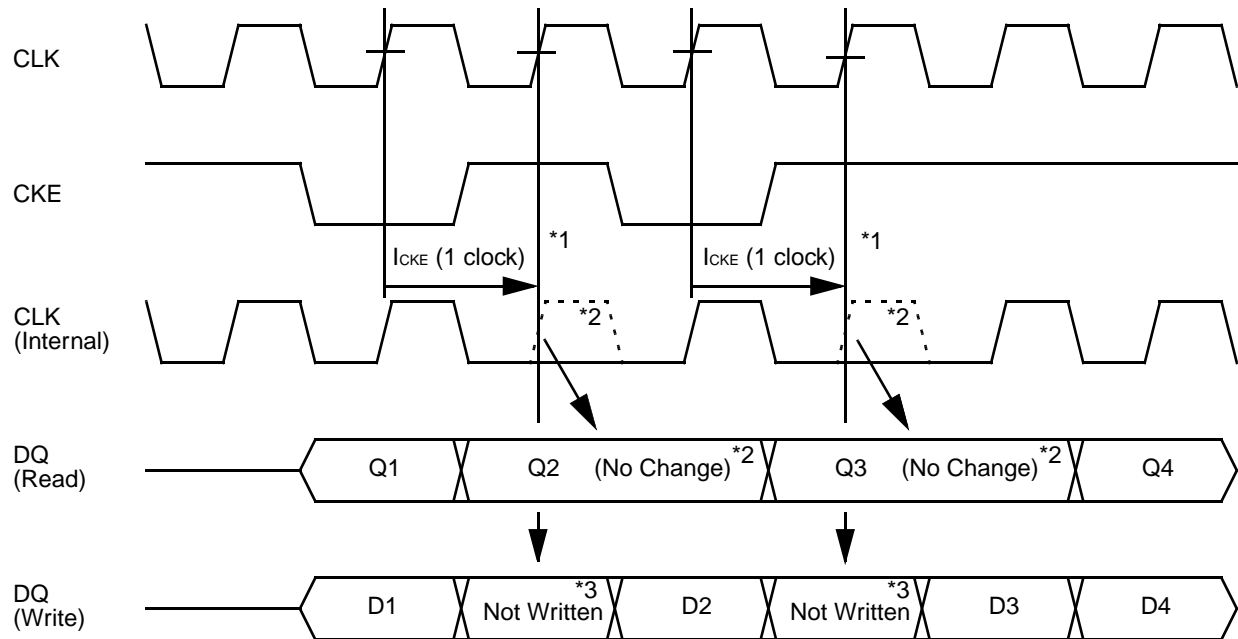 CLK
CKE
*1
*1
ICKE (1 clock)
ICKE (1 clock)
CLK
(Internal)
*2
*2
DQ
(Read)
Q1
Q2
(No Change)*2
Q3
(No Change)*2
Q4
DQ
(Write)
D1
*3
Not Written
D2
*3
Not Written
D3
D4